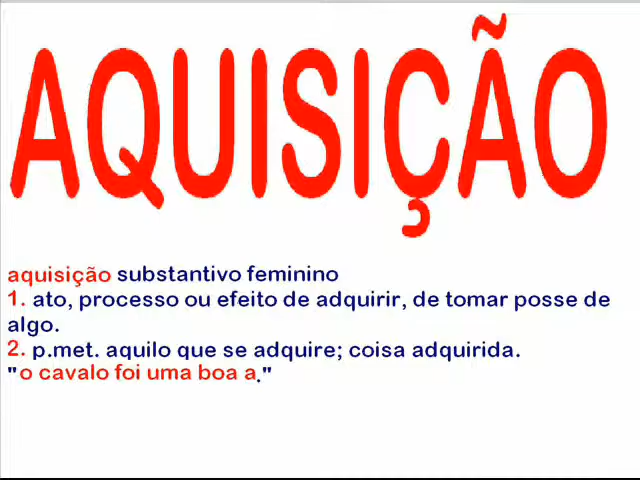 AQUISIÇÃO
aquisição substantivo feminino
1. ato, processo ou efeito de adquirir, de tomar posse de
algo.
2. p.met. aquilo que se adquire; coisa adquirida.
"o cavalo foi uma boa a."